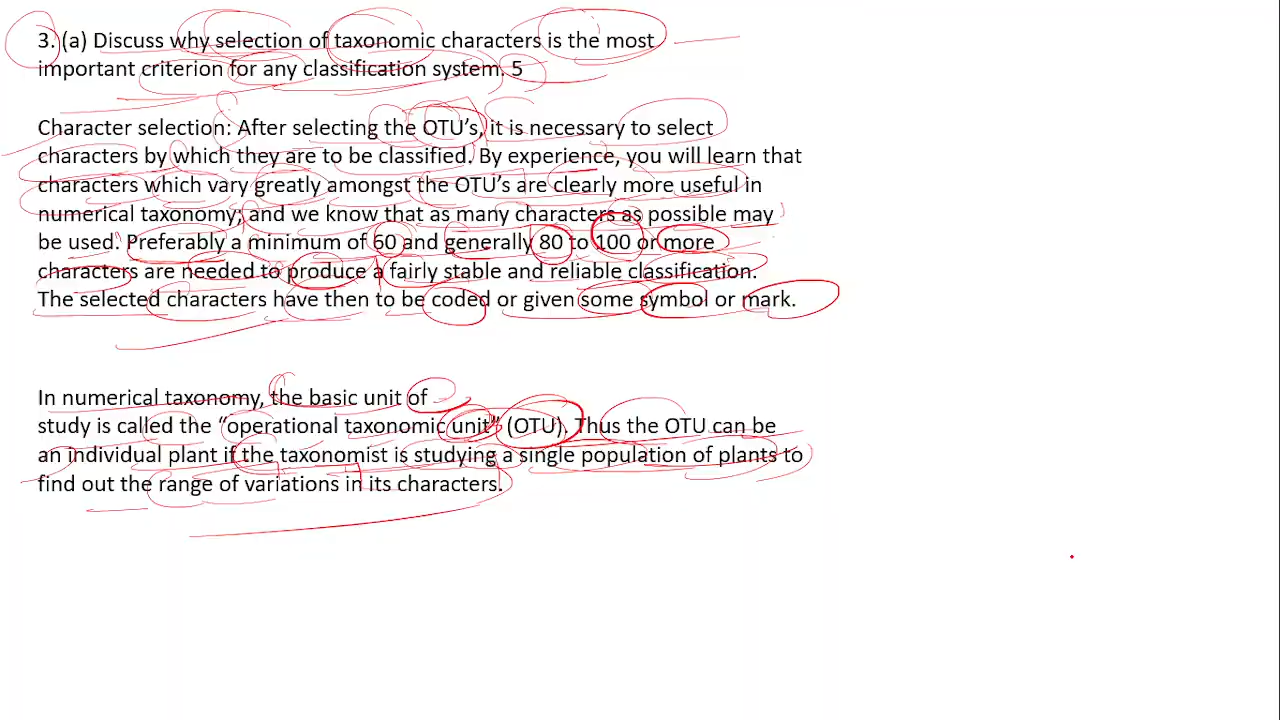 3. (a) Discuss why selection of taxonomic characters is the most
important criterion for any classification system. 5
Character selection: After selecting the OTU's, it is necessary to select
characters by which they are to be classified. By experience, you will learn that
characters which vary greatly amongst the OTU's are clearly more useful in
numerical taxonomy; and we know that as many characters as possible may
be used. Preferably a minimum of 60 and generally 80 to 100 or more
characters are needed to produce a fairly stable and reliable classification.
The selected characters have then to be coded or given some symbol or mark.
In numerical taxonomy, the basic unit of
study is called the “operational taxonomic unit” (OTU). Thus the OTU can be
an individual plant if the taxonomist is studying a single population of plants to
find out the range of variations in its characters.